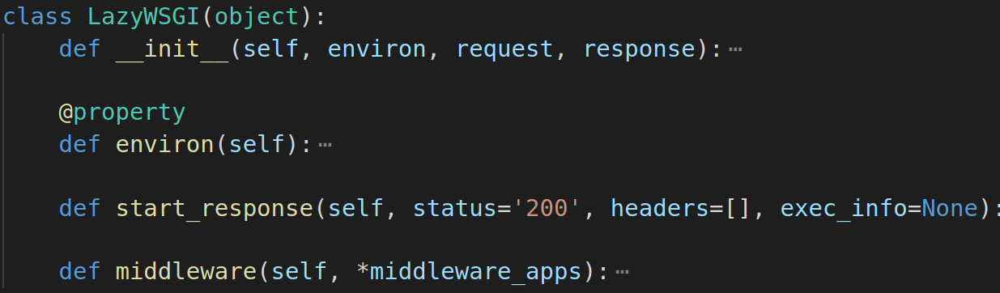 class LazyWSGI(object):
    def __init__(self, environ, request, response):⋯
    @property
    def environ(self):⋯
    def start_response(self, status='200', headers=[], exec_info=None):
    def middleware(self, *middleware_apps):⋯